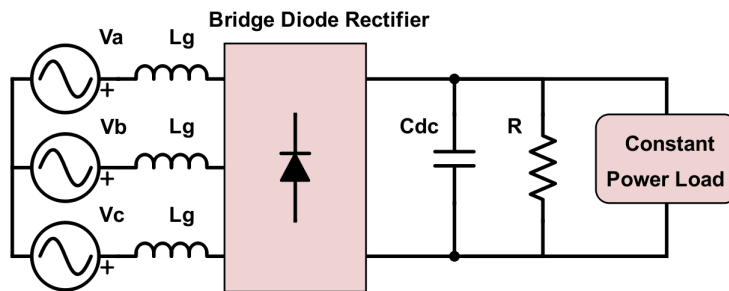 Bridge Diode Rectifier
Va
Lg
+
Vb
Lg
+
Vc
Lg
+
Cdc
R
Constant
Power Load